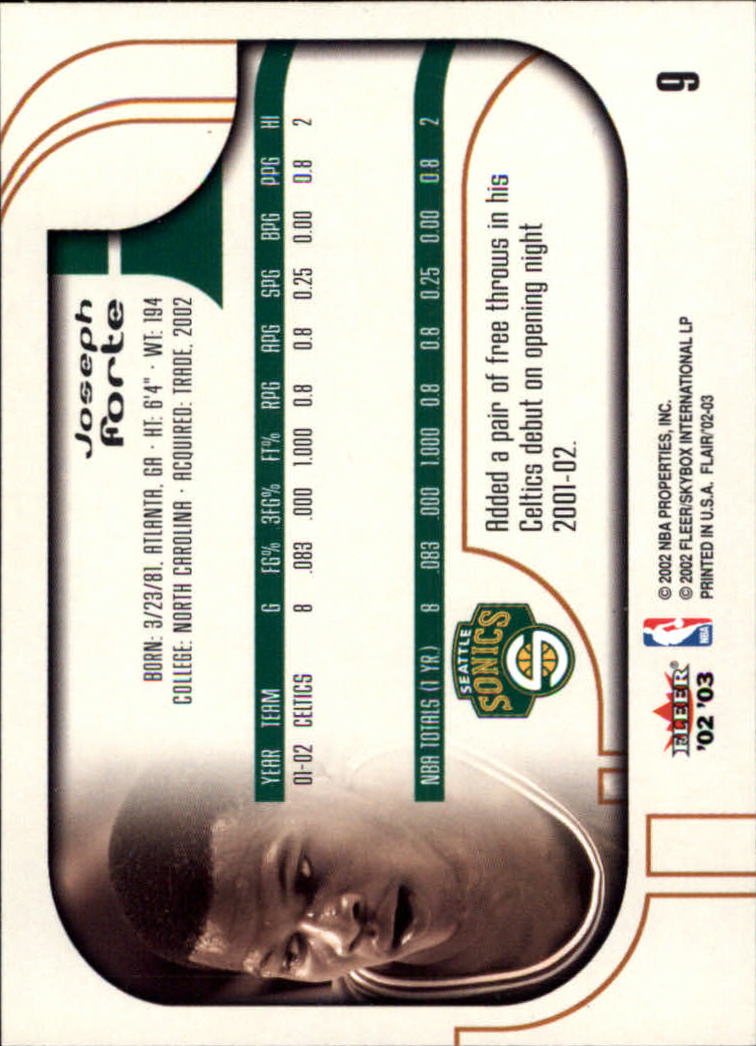 Joseph
Forte
BORN: 3/23/81, ATLANTA, GA · HT: 6'4" · WT: 194
COLLEGE: NORTH CAROLINA · ACQUIRED: TRADE, 2002
YEAR TEAM G FG% 3FG% FT% RPG APG SPG BPG PPG HI
01-02 CELTICS 8 .083 .000 1.000 0.8 0.8 0.25 0.00 0.8 2
NBA TOTALS (1 YR.) 8 .083 .000 1.000 0.8 0.8 0.25 0.00 0.8 2
SEATTLE
SONICS
Added a pair of free throws in his
Celtics debut on opening night
2001-02.
FLEER®
'02 '03
NBA
© 2002 NBA PROPERTIES, INC.
© 2002 FLEER/SKYBOX INTERNATIONAL LP
PRINTED IN U.S.A. FLAIR/'02-03
9